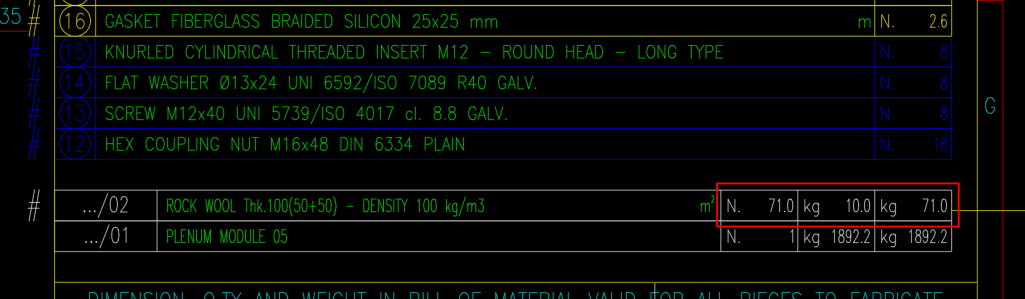 35 # 16 GASKET FIBERGLASS BRAIDED SILICON 25x25 mm m N. 2.6
# 15 KNURLED CYLINDRICAL THREADED INSERT M12 – ROUND HEAD – LONG TYPE N. 8
# 14 FLAT WASHER Ø13x24 UNI 6592/ISO 7089 R40 GALV. N. 8
# 13 SCREW M12x40 UNI 5739/ISO 4017 cl. 8.8 GALV. N. 8
G
# 12 HEX COUPLING NUT M16x48 DIN 6334 PLAIN N. 16
# .../02 ROCK WOOL Thk.100(50+50) – DENSITY 100 kg/m3 m² N. 71.0 kg 10.0 kg 71.0
.../01 PLENUM MODULE 05 N. 1 kg 1892.2 kg 1892.2
DIMENSION, Q.TY AND WEIGHT IN BILL OF MATERIAL VALID FOR ALL PIECES TO FABRICATE